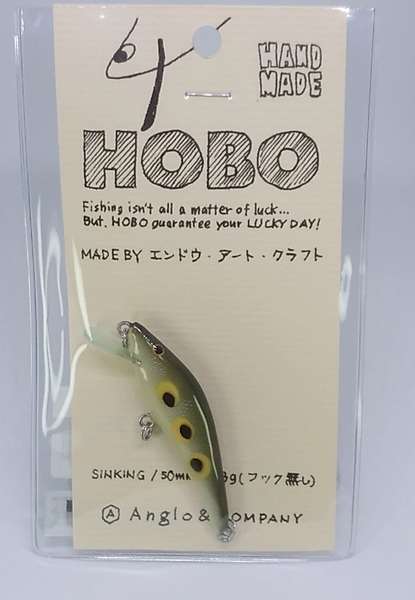 HAND
MADE
HOBO
Fishing isn't all a matter of luck...
But, HOBO guarantee your LUCKY DAY!
MADE BY エンドウ・アート・クラフト
SINKING / 50mm 3g(フック無し)
Ⓐ Anglo & COMPANY